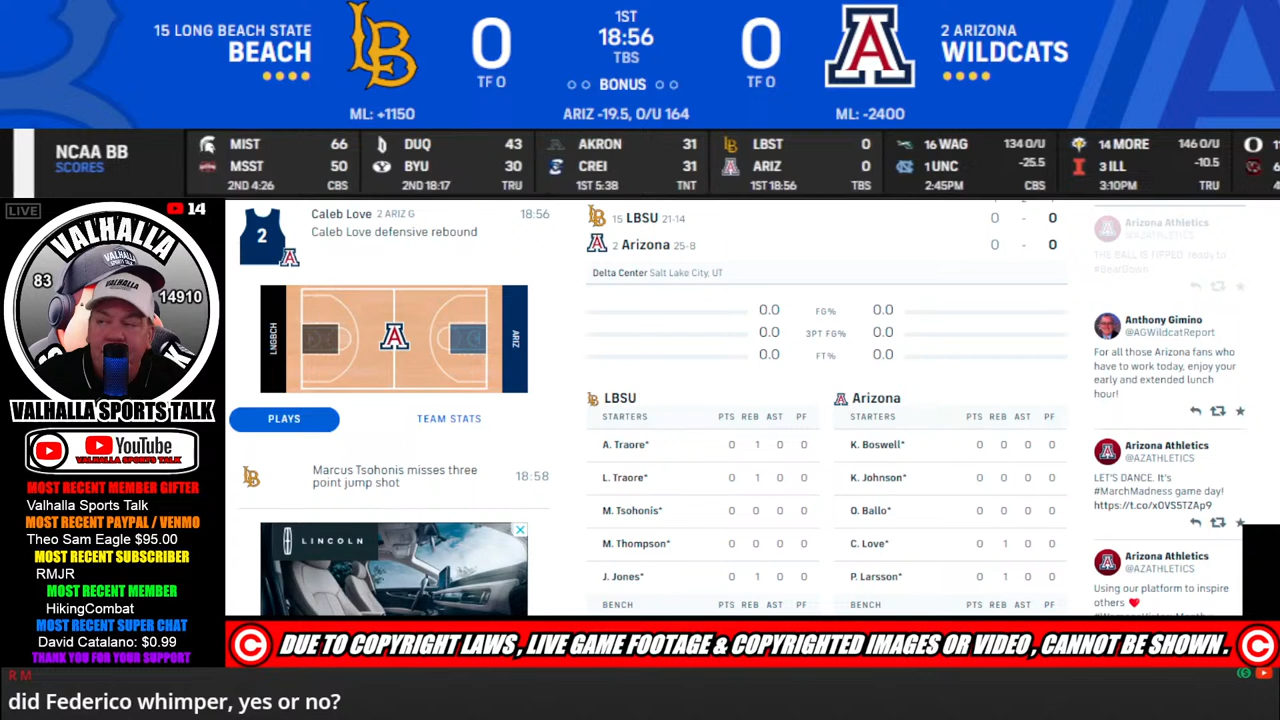 15 LONG BEACH STATE
BEACH
LB
0
TF 0
ML: +1150
1ST
18:56
TBS
BONUS
ARIZ -19.5, O/U 164
0
TF 0
A
ML: -2400
2 ARIZONA
WILDCATS
NCAA BB
SCORES
MIST 66
MSST 50
2ND 4:26 CBS
DUQ 43
BYU 30
2ND 18:17 TRU
AKRON 31
CREI 31
1ST 5:38 TNT
LBST 0
ARIZ 0
1ST 18:56 TBS
16 WAG 134 O/U
1 UNC -25.5
2:45PM CBS
14 MORE 146 O/U
3 ILL -10.5
3:10PM TRU
LIVE
14
VALHALLA
83
14910
VALHALLA SPORTS TALK
YouTube
VALHALLA SPORTS TALK
MOST RECENT MEMBER GIFTER
Valhalla Sports Talk
MOST RECENT PAYPAL / VENMO
Theo Sam Eagle $95.00
MOST RECENT SUBSCRIBER
RMJR
MOST RECENT MEMBER
HikingCombat
MOST RECENT SUPER CHAT
David Catalano: $0.99
THANK YOU FOR YOUR SUPPORT
2
Caleb Love 2 ARIZ G 18:56
Caleb Love defensive rebound
LNGBCH
A
ARIZ
PLAYS
TEAM STATS
Marcus Tsohonis misses three
point jump shot
18:58
LINCOLN
15 LBSU 21-14 0 - 0
2 Arizona 25-8 0 - 0
Delta Center Salt Lake City, UT
0.0 FG% 0.0
0.0 3PT FG% 0.0
0.0 FT% 0.0
LBSU
STARTERS PTS REB AST PF
A. Traore* 0 1 0 0
L. Traore* 0 1 0 0
M. Tsohonis* 0 0 0 0
M. Thompson* 0 0 0 0
J. Jones* 0 1 0 0
BENCH PTS REB AST PF
Arizona
STARTERS PTS REB AST PF
K. Boswell* 0 0 0 0
K. Johnson* 0 0 0 0
O. Ballo* 0 0 0 0
C. Love* 0 1 0 0
P. Larsson* 0 1 0 0
BENCH PTS REB AST PF
Arizona Athletics
@AZATHLETICS
THE BALL IS TIPPED. ready to
#BearDown
Anthony Gimino
@AGWildcatReport
For all those Arizona fans who
have to work today, enjoy your
early and extended lunch
hour!
Arizona Athletics
@AZATHLETICS
LET'S DANCE. It's
#MarchMadness game day!
https://t.co/xOVS5TZAp9
Arizona Athletics
@AZATHLETICS
Using our platform to inspire
others
DUE TO COPYRIGHT LAWS , LIVE GAME FOOTAGE & COPYRIGHTED IMAGES OR VIDEO , CANNOT BE SHOWN .
R M
did Federico whimper, yes or no?